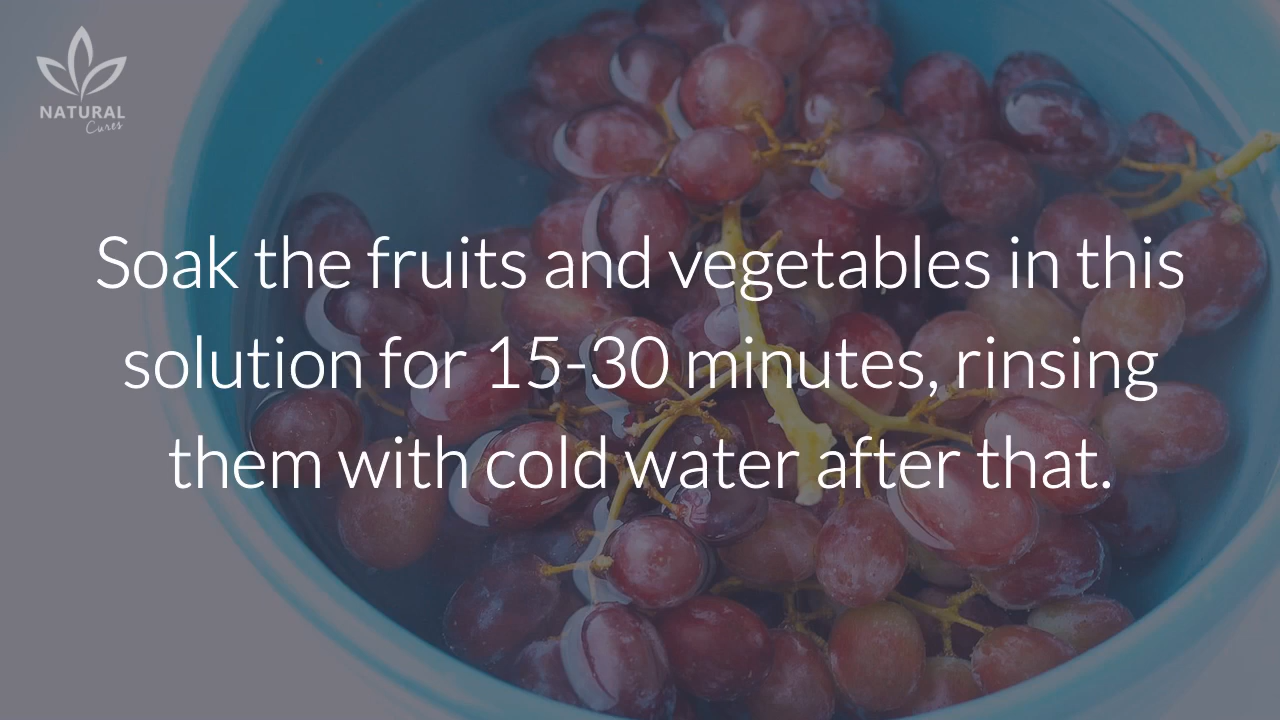 NATURAL
Cures
Soak the fruits and vegetables in this
solution for 15-30 minutes, rinsing
them with cold water after that.